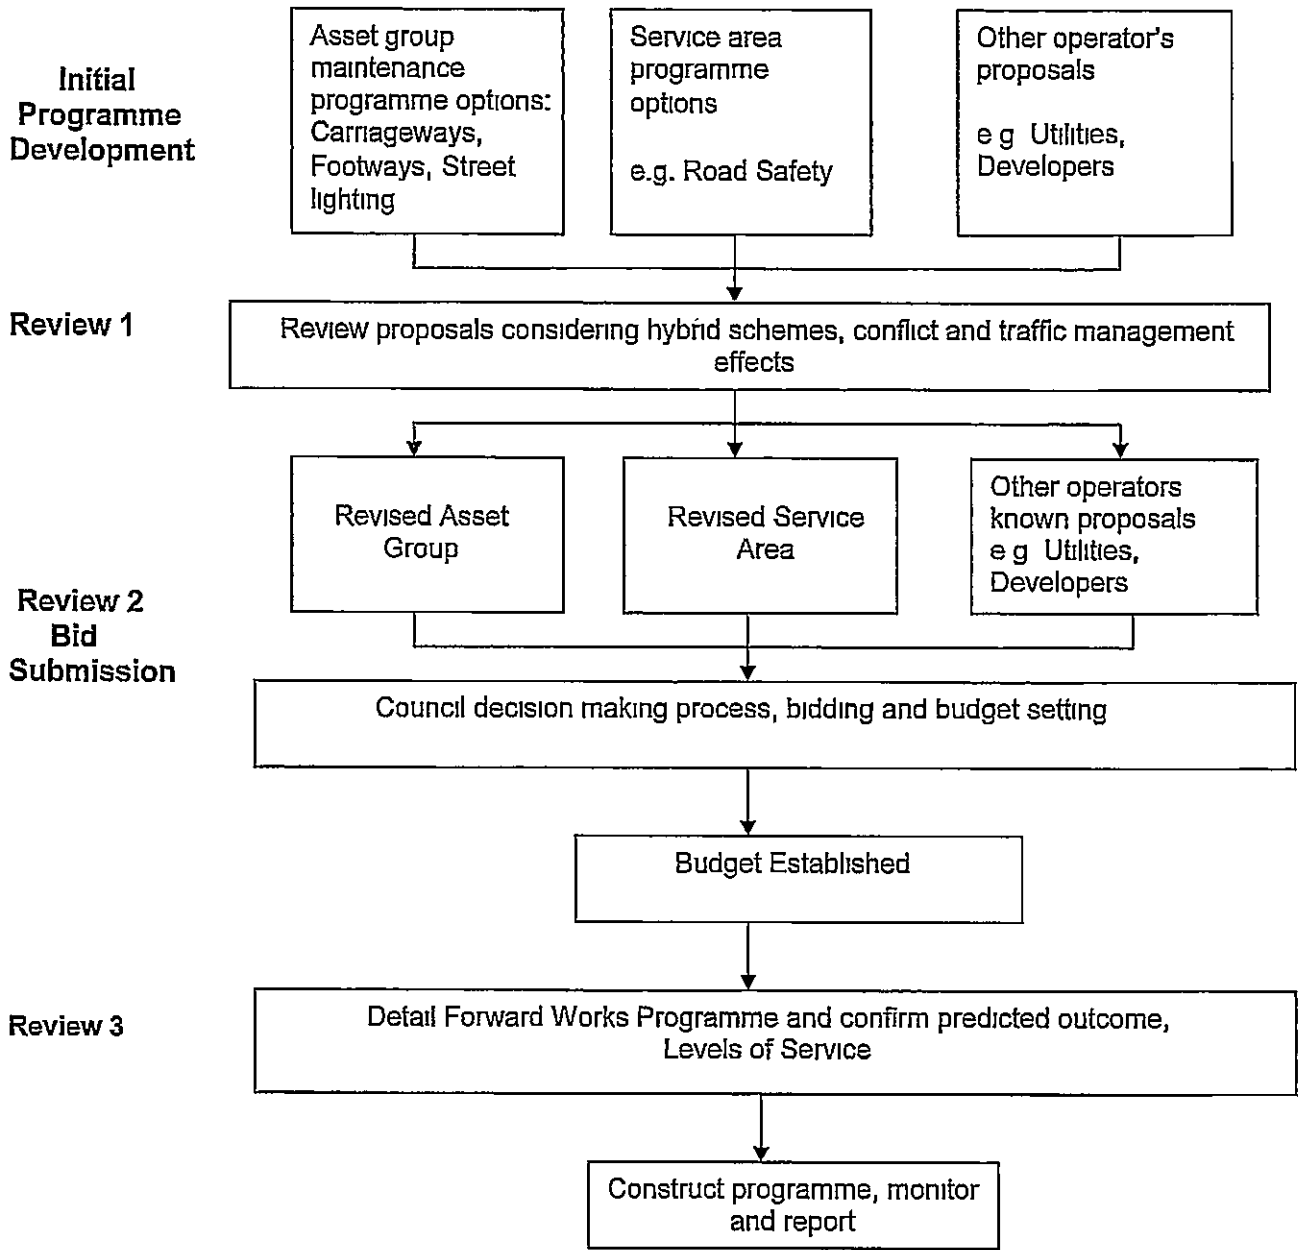 Initial
Programme
Development
Asset group
maintenance
programme options:
Carriageways,
Footways, Street
lighting
Service area
programme
options
e.g. Road Safety
Other operator's
proposals
e g Utilities,
Developers
Review 1
Review proposals considering hybrid schemes, conflict and traffic management
effects
Revised Asset
Group
Revised Service
Area
Other operators
known proposals
e g Utilities,
Developers
Review 2
Bid
Submission
Council decision making process, bidding and budget setting
Budget Established
Review 3
Detail Forward Works Programme and confirm predicted outcome,
Levels of Service
Construct programme, monitor
and report